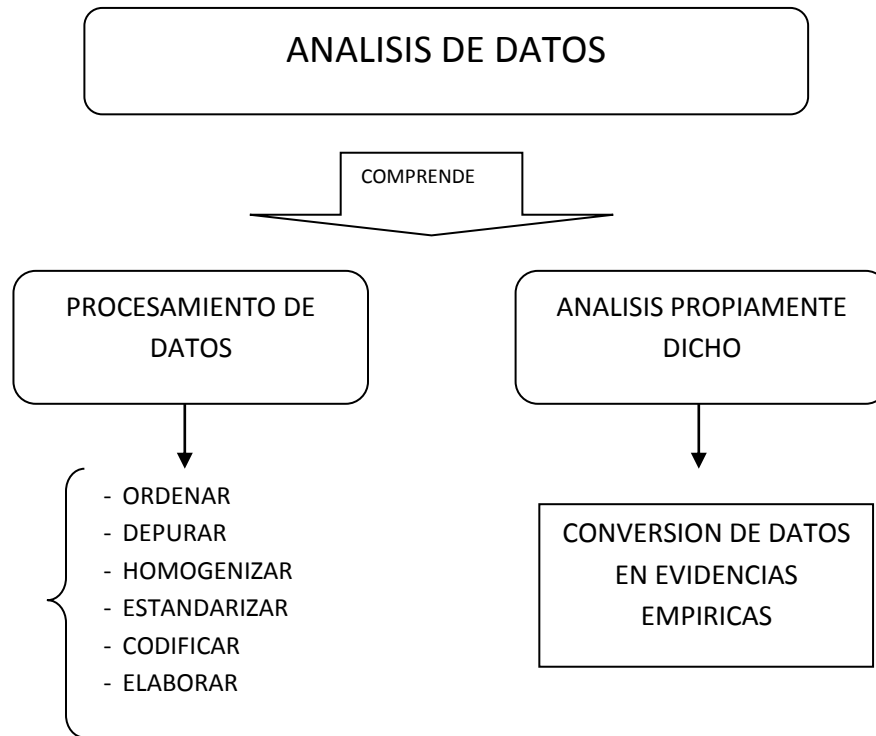 ANALISIS DE DATOS
COMPRENDE
PROCESAMIENTO DE
DATOS
- ORDENAR
- DEPURAR
- HOMOGENIZAR
- ESTANDARIZAR
- CODIFICAR
- ELABORAR
ANALISIS PROPIAMENTE
DICHO
CONVERSION DE DATOS
EN EVIDENCIAS
EMPIRICAS